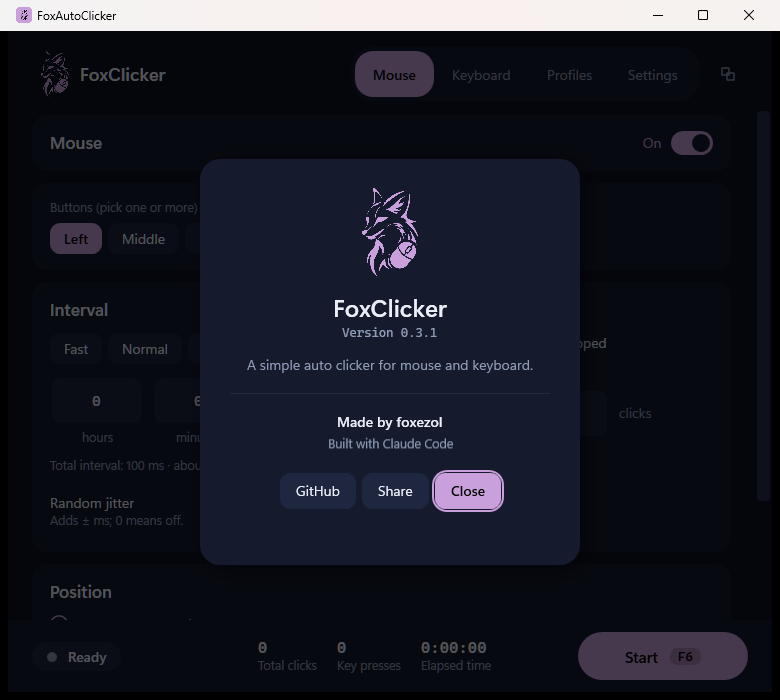 FoxAutoClicker
FoxClicker
Mouse
Keyboard
Profiles
Settings
Mouse
On
Buttons (pick one or more)
Left
Middle
Interval
Fast
Normal
0
hours
Total interval: 100 ms ·
clicks
Random jitter
Adds ± ms; 0 means off.
Position
FoxClicker
Version 0.3.1
A simple auto clicker for mouse and keyboard.
Made by foxezol
Built with Claude Code
GitHub
Share
Close
Ready
0
Total clicks
0
Key presses
0:00:00
Elapsed time
Start F6